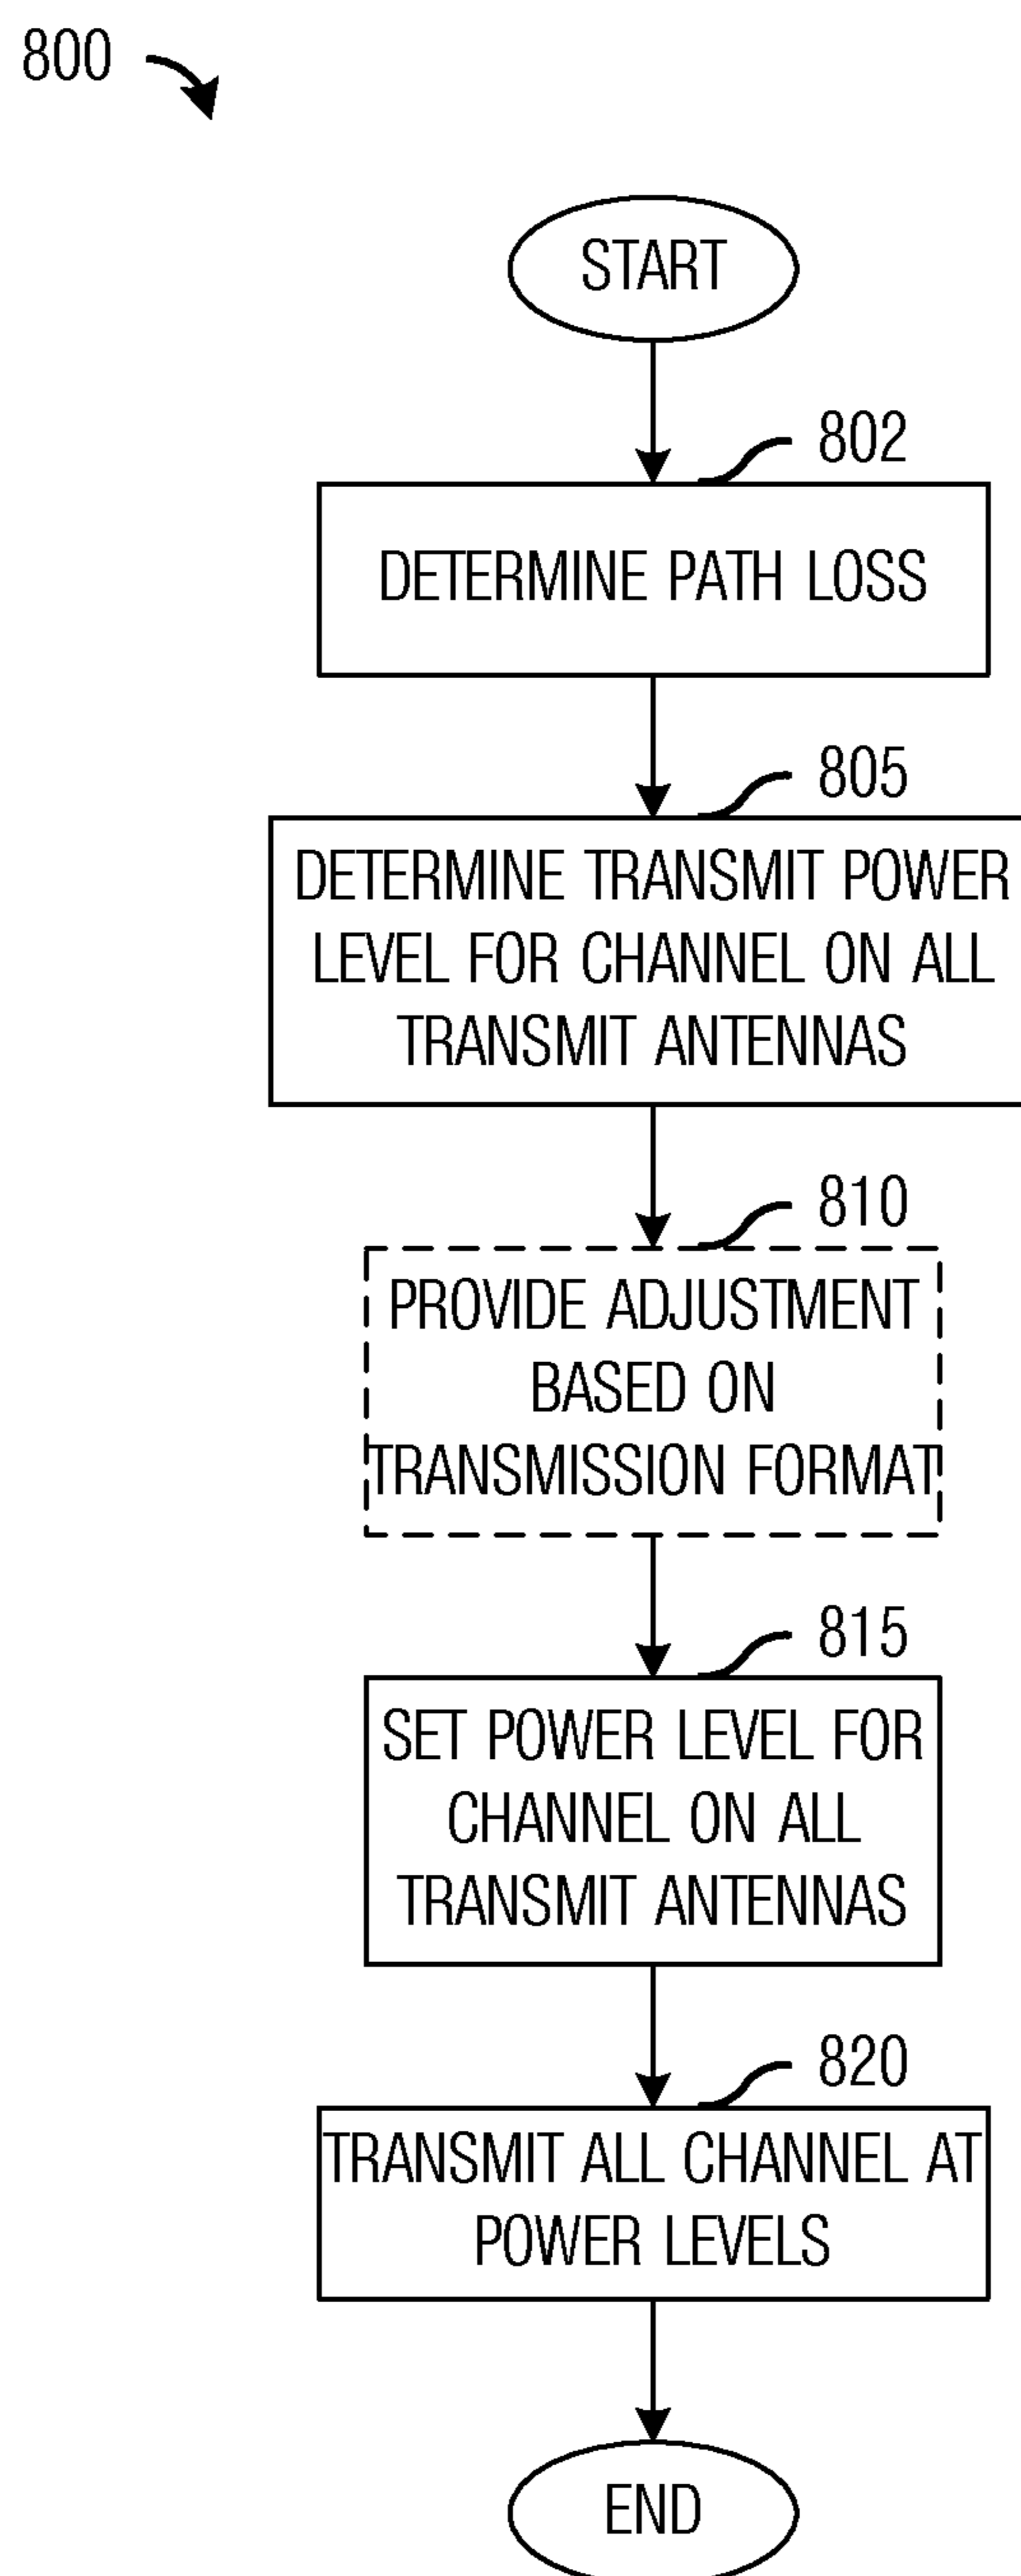 800
START
802
DETERMINE PATH LOSS
805
DETERMINE TRANSMIT POWER
LEVEL FOR CHANNEL ON ALL
TRANSMIT ANTENNAS
810
PROVIDE ADJUSTMENT
BASED ON
TRANSMISSION FORMAT
815
SET POWER LEVEL FOR
CHANNEL ON ALL
TRANSMIT ANTENNAS
820
TRANSMIT ALL CHANNEL AT
POWER LEVELS
END